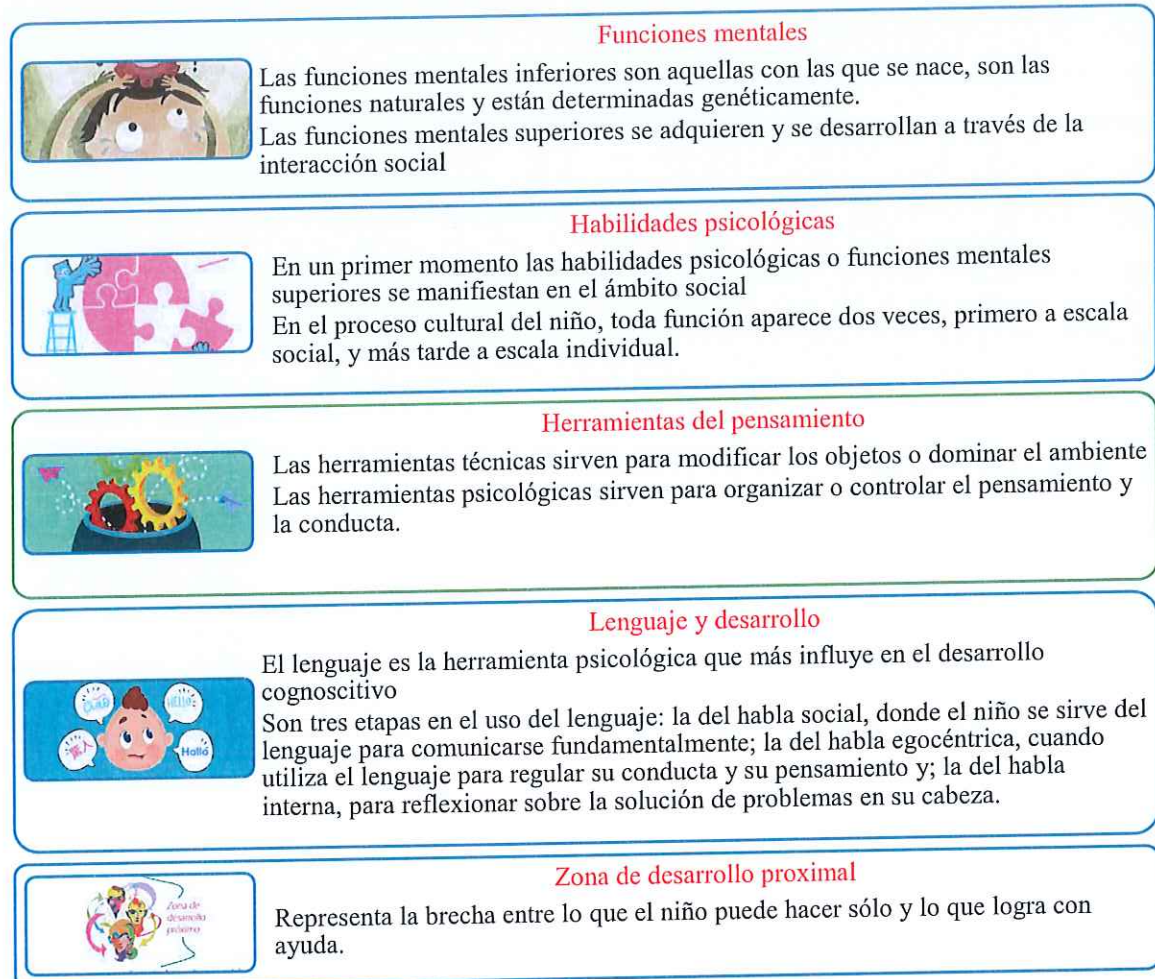 Funciones mentales
Las funciones mentales inferiores son aquellas con las que se nace, son las
funciones naturales y están determinadas genéticamente.
Las funciones mentales superiores se adquieren y se desarrollan a través de la
interacción social
Habilidades psicológicas
En un primer momento las habilidades psicológicas o funciones mentales
superiores se manifiestan en el ámbito social
En el proceso cultural del niño, toda función aparece dos veces, primero a escala
social, y más tarde a escala individual.
Herramientas del pensamiento
Las herramientas técnicas sirven para modificar los objetos o dominar el ambiente
Las herramientas psicológicas sirven para organizar o controlar el pensamiento y
la conducta.
Lenguaje y desarrollo
El lenguaje es la herramienta psicológica que más influye en el desarrollo
cognoscitivo
Son tres etapas en el uso del lenguaje: la del habla social, donde el niño se sirve del
lenguaje para comunicarse fundamentalmente; la del habla egocéntrica, cuando
utiliza el lenguaje para regular su conducta y su pensamiento y; la del habla
interna, para reflexionar sobre la solución de problemas en su cabeza.
HELLO
Hallo
Zona de desarrollo proximal
Representa la brecha entre lo que el niño puede hacer sólo y lo que logra con
ayuda.
Zona de
desarrollo
próximo